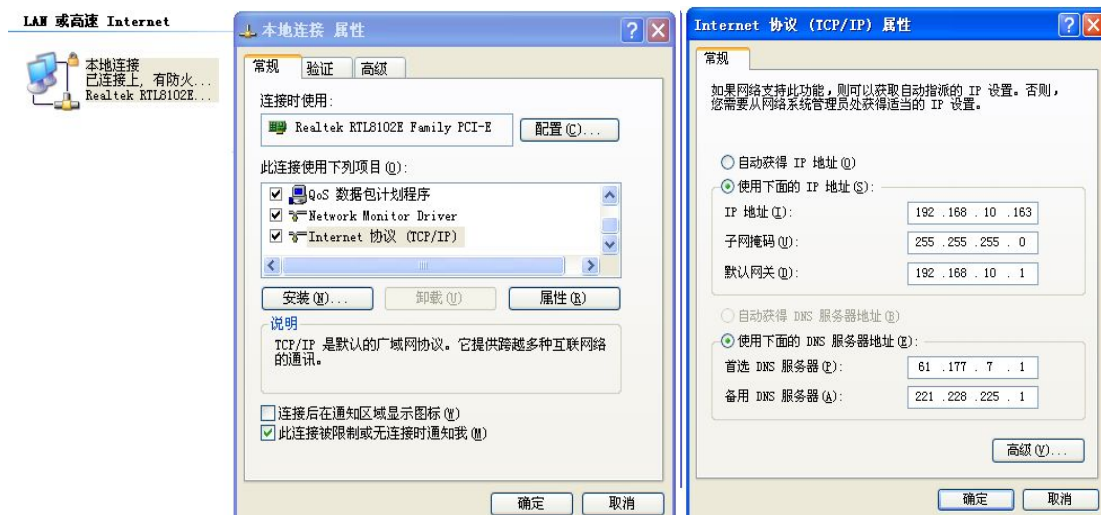 LAN 或高速 Internet
本地连接
已连接上, 有防火...
Realtek RTL8102E...
本地连接 属性
常规
验证
高级
连接时使用:
Realtek RTL8102E Family PCI-E
配置(C)...
此连接使用下列项目(O):
QoS 数据包计划程序
Network Monitor Driver
Internet 协议 (TCP/IP)
安装(N)...
卸载(U)
属性(R)
说明
TCP/IP 是默认的广域网协议。它提供跨越多种互联网络
的通讯。
连接后在通知区域显示图标(W)
此连接被限制或无连接时通知我(M)
确定
取消
Internet 协议 (TCP/IP) 属性
常规
如果网络支持此功能,则可以获取自动指派的 IP 设置。否则,
您需要从网络系统管理员处获得适当的 IP 设置。
自动获得 IP 地址(O)
使用下面的 IP 地址(S):
IP 地址(I): 192 .168 . 10 .163
子网掩码(U): 255 .255 .255 . 0
默认网关(D): 192 .168 . 10 . 1
自动获得 DNS 服务器地址(B)
使用下面的 DNS 服务器地址(E):
首选 DNS 服务器(P): 61 .177 . 7 . 1
备用 DNS 服务器(A): 221 .228 .225 . 1
高级(V)...
确定
取消